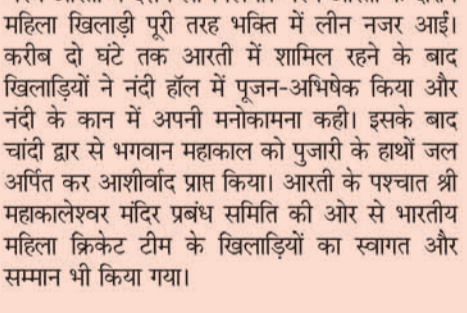 महिला खिलाड़ी पूरी तरह भक्ति में लीन नजर आईं।
करीब दो घंटे तक आरती में शामिल रहने के बाद
खिलाड़ियों ने नंदी हॉल में पूजन-अभिषेक किया और
नंदी के कान में अपनी मनोकामना कही। इसके बाद
चांदी द्वार से भगवान महाकाल को पुजारी के हाथों जल
अर्पित कर आशीर्वाद प्राप्त किया। आरती के पश्चात श्री
महाकालेश्वर मंदिर प्रबंध समिति की ओर से भारतीय
महिला क्रिकेट टीम के खिलाड़ियों का स्वागत और
सम्मान भी किया गया।